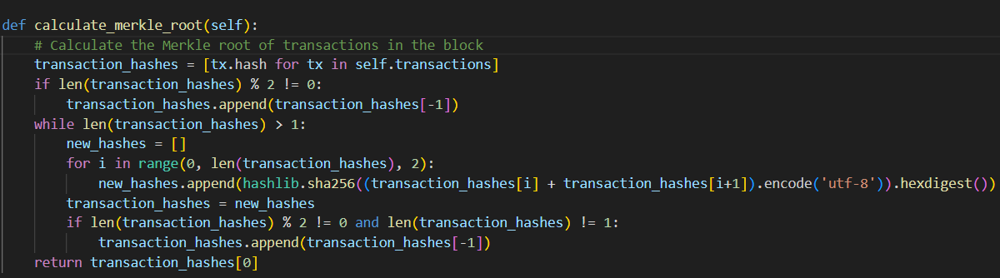 def calculate_merkle_root(self):
    # Calculate the Merkle root of transactions in the block
    transaction_hashes = [tx.hash for tx in self.transactions]
    if len(transaction_hashes) % 2 != 0:
        transaction_hashes.append(transaction_hashes[-1])
    while len(transaction_hashes) > 1:
        new_hashes = []
        for i in range(0, len(transaction_hashes), 2):
            new_hashes.append(hashlib.sha256((transaction_hashes[i] + transaction_hashes[i+1]).encode('utf-8')).hexdigest())
        transaction_hashes = new_hashes
        if len(transaction_hashes) % 2 != 0 and len(transaction_hashes) != 1:
            transaction_hashes.append(transaction_hashes[-1])
    return transaction_hashes[0]